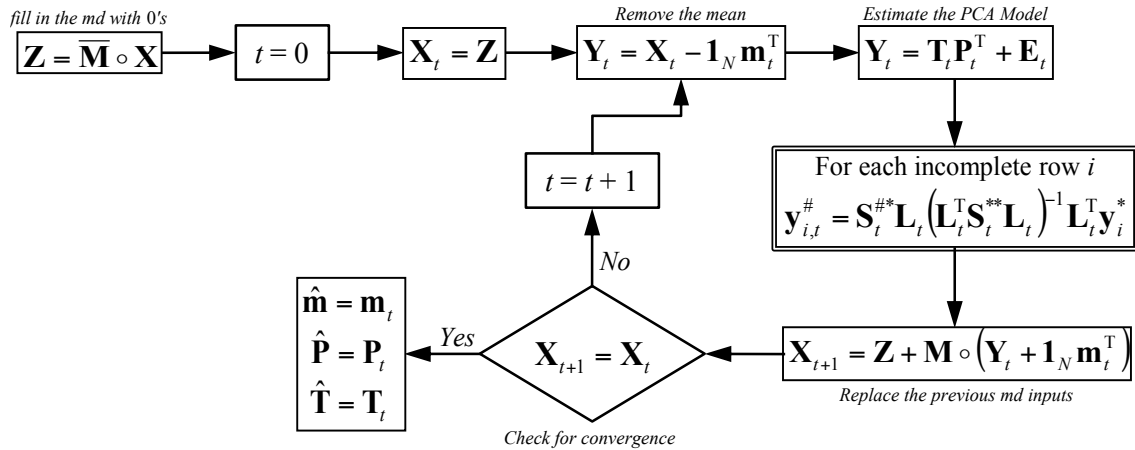 fill in the md with 0's
Z = M̅ ∘ X
t = 0
X_t = Z
Remove the mean
Y_t = X_t − 1_N m_t^T
Estimate the PCA Model
Y_t = T_t P_t^T + E_t
For each incomplete row i
y_{i,t}^# = S_t^{#*} L_t (L_t^T S_t^{**} L_t)^{−1} L_t^T y_i^*
X_{t+1} = Z + M ∘ (Y_t + 1_N m_t^T)
Replace the previous md inputs
X_{t+1} = X_t
Check for convergence
No
t = t + 1
Yes
m̂ = m_t
P̂ = P_t
T̂ = T_t